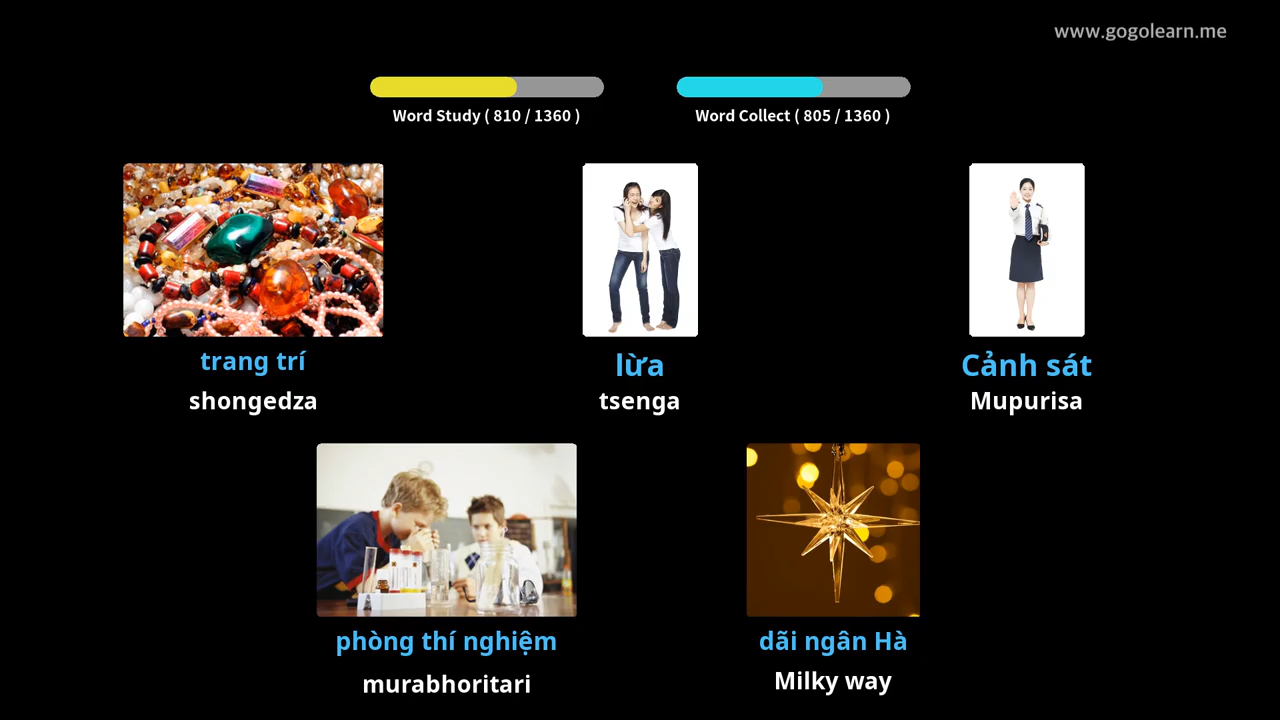 www.gogolearn.me
Word Study ( 810 / 1360 )
Word Collect ( 805 / 1360 )
trang trí
shongedza
lừa
tsenga
Cảnh sát
Mupurisa
phòng thí nghiệm
murabhoritari
dãi ngân Hà
Milky way